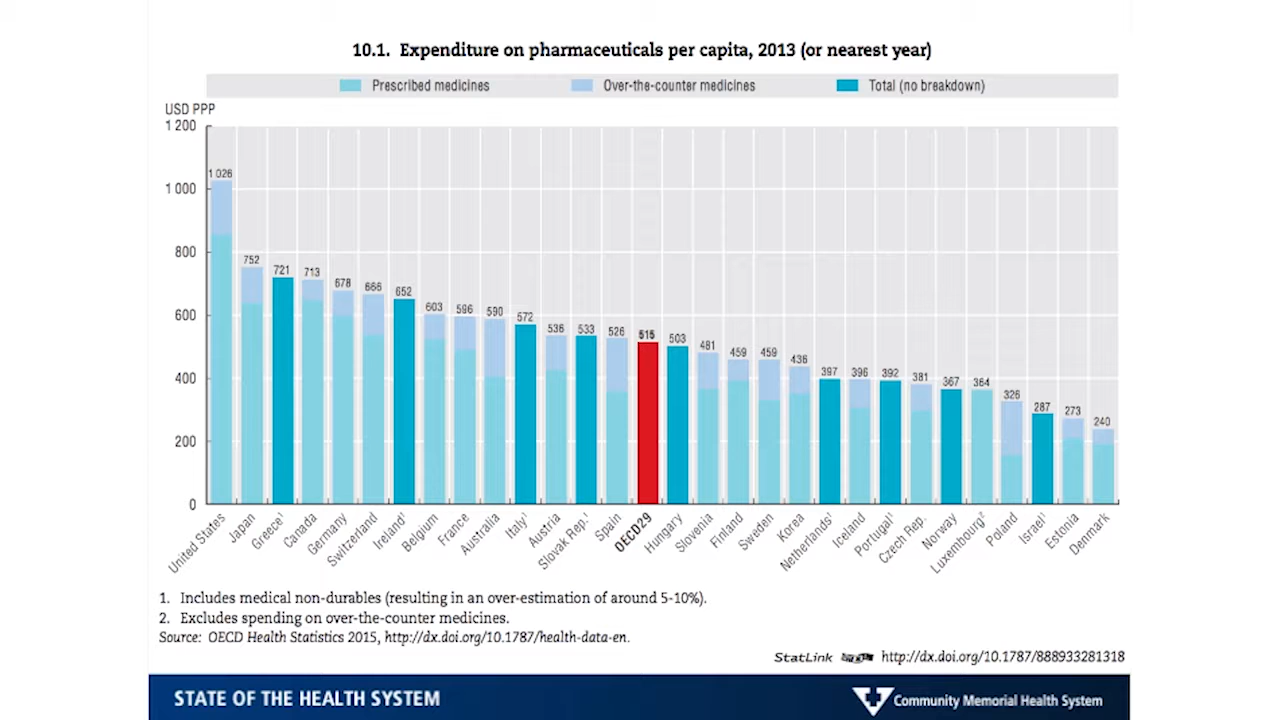 10.1. Expenditure on pharmaceuticals per capita, 2013 (or nearest year)
Prescribed medicines Over-the-counter medicines Total (no breakdown)
USD PPP
1 200
1 000
800
600
400
200
0
1 026 752 721 713 678 666 652 603 596 590 572 536 533 526 515 503 481 459 459 436 397 396 392 381 367 364 326 287 273 240
United States Japan Greece¹ Canada Germany Switzerland Ireland¹ Belgium France Australia Italy¹ Austria Slovak Rep.¹ Spain OECD29 Hungary Slovenia Finland Sweden Korea Netherlands¹ Iceland Portugal¹ Czech Rep. Norway Luxembourg² Poland Israel¹ Estonia Denmark
1. Includes medical non-durables (resulting in an over-estimation of around 5-10%).
2. Excludes spending on over-the-counter medicines.
Source: OECD Health Statistics 2015, http://dx.doi.org/10.1787/health-data-en.
StatLink http://dx.doi.org/10.1787/888933281318
STATE OF THE HEALTH SYSTEM
Community Memorial Health System